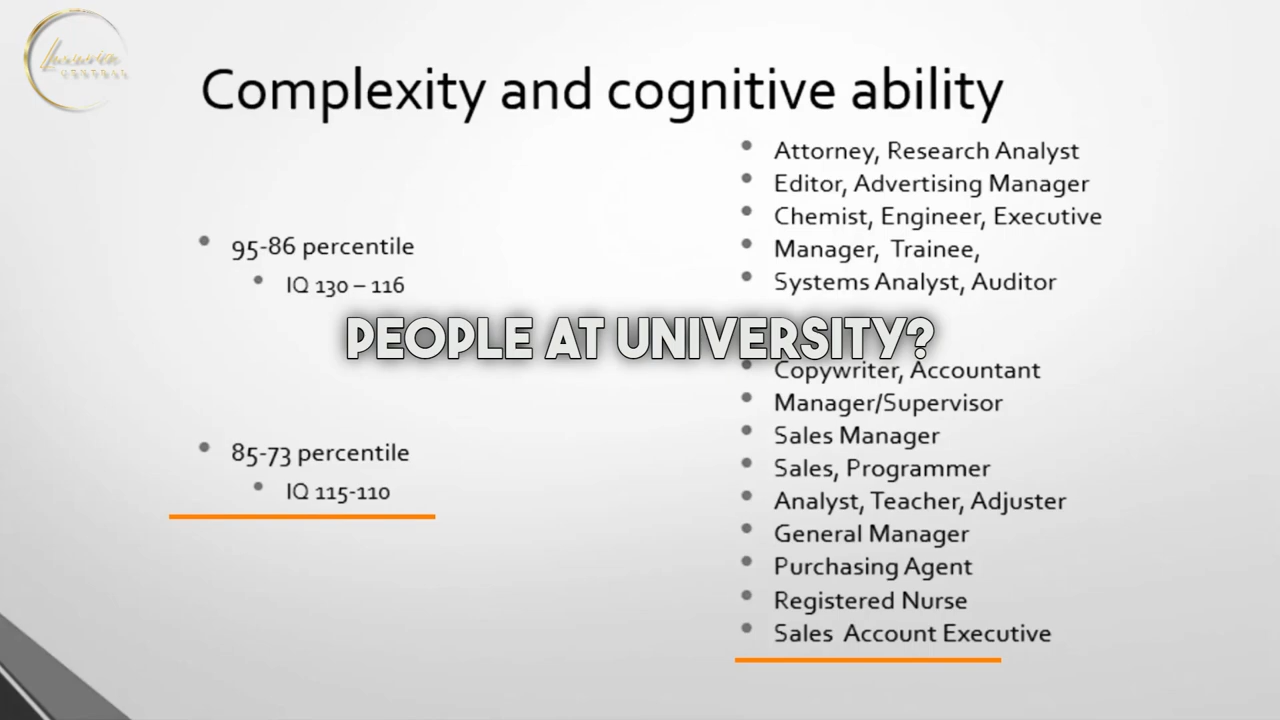 Complexity and cognitive ability
95-86 percentile
IQ 130 – 116
85-73 percentile
IQ 115-110
Attorney, Research Analyst
Editor, Advertising Manager
Chemist, Engineer, Executive
Manager, Trainee,
Systems Analyst, Auditor
PEOPLE AT UNIVERSITY?
Copywriter, Accountant
Manager/Supervisor
Sales Manager
Sales, Programmer
Analyst, Teacher, Adjuster
General Manager
Purchasing Agent
Registered Nurse
Sales Account Executive